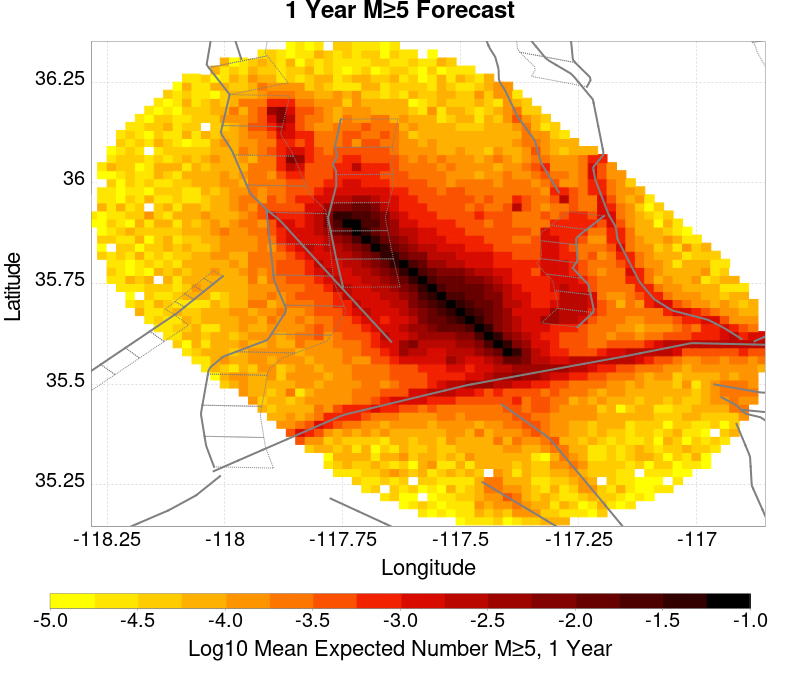 1 Year M≥5 Forecast
36.25
36
35.75
35.5
35.25
Latitude
-118.25 -118 -117.75 -117.5 -117.25 -117
Longitude
-5.0 -4.5 -4.0 -3.5 -3.0 -2.5 -2.0 -1.5 -1.0
Log10 Mean Expected Number M≥5, 1 Year